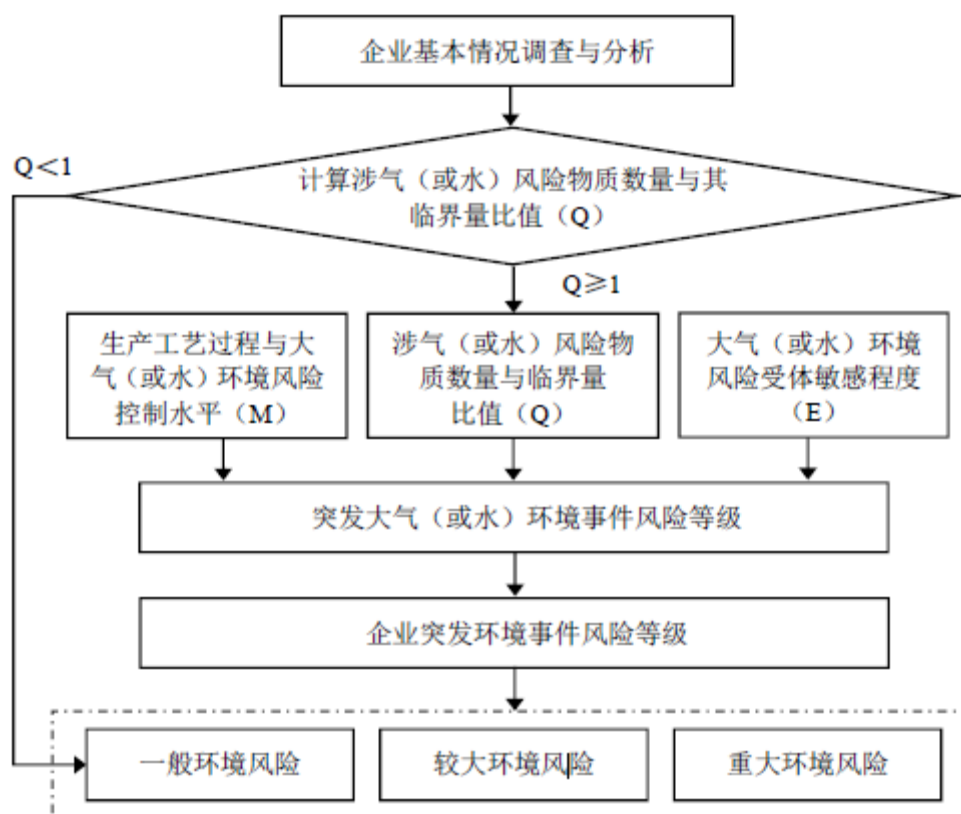 企业基本情况调查与分析
Q＜1
计算涉气（或水）风险物质数量与其
临界量比值（Q）
Q≥1
生产工艺过程与大
气（或水）环境风险
控制水平（M）
涉气（或水）风险物
质数量与临界量
比值（Q）
大气（或水）环境
风险受体敏感程度
（E）
突发大气（或水）环境事件风险等级
企业突发环境事件风险等级
一般环境风险
较大环境风险
重大环境风险